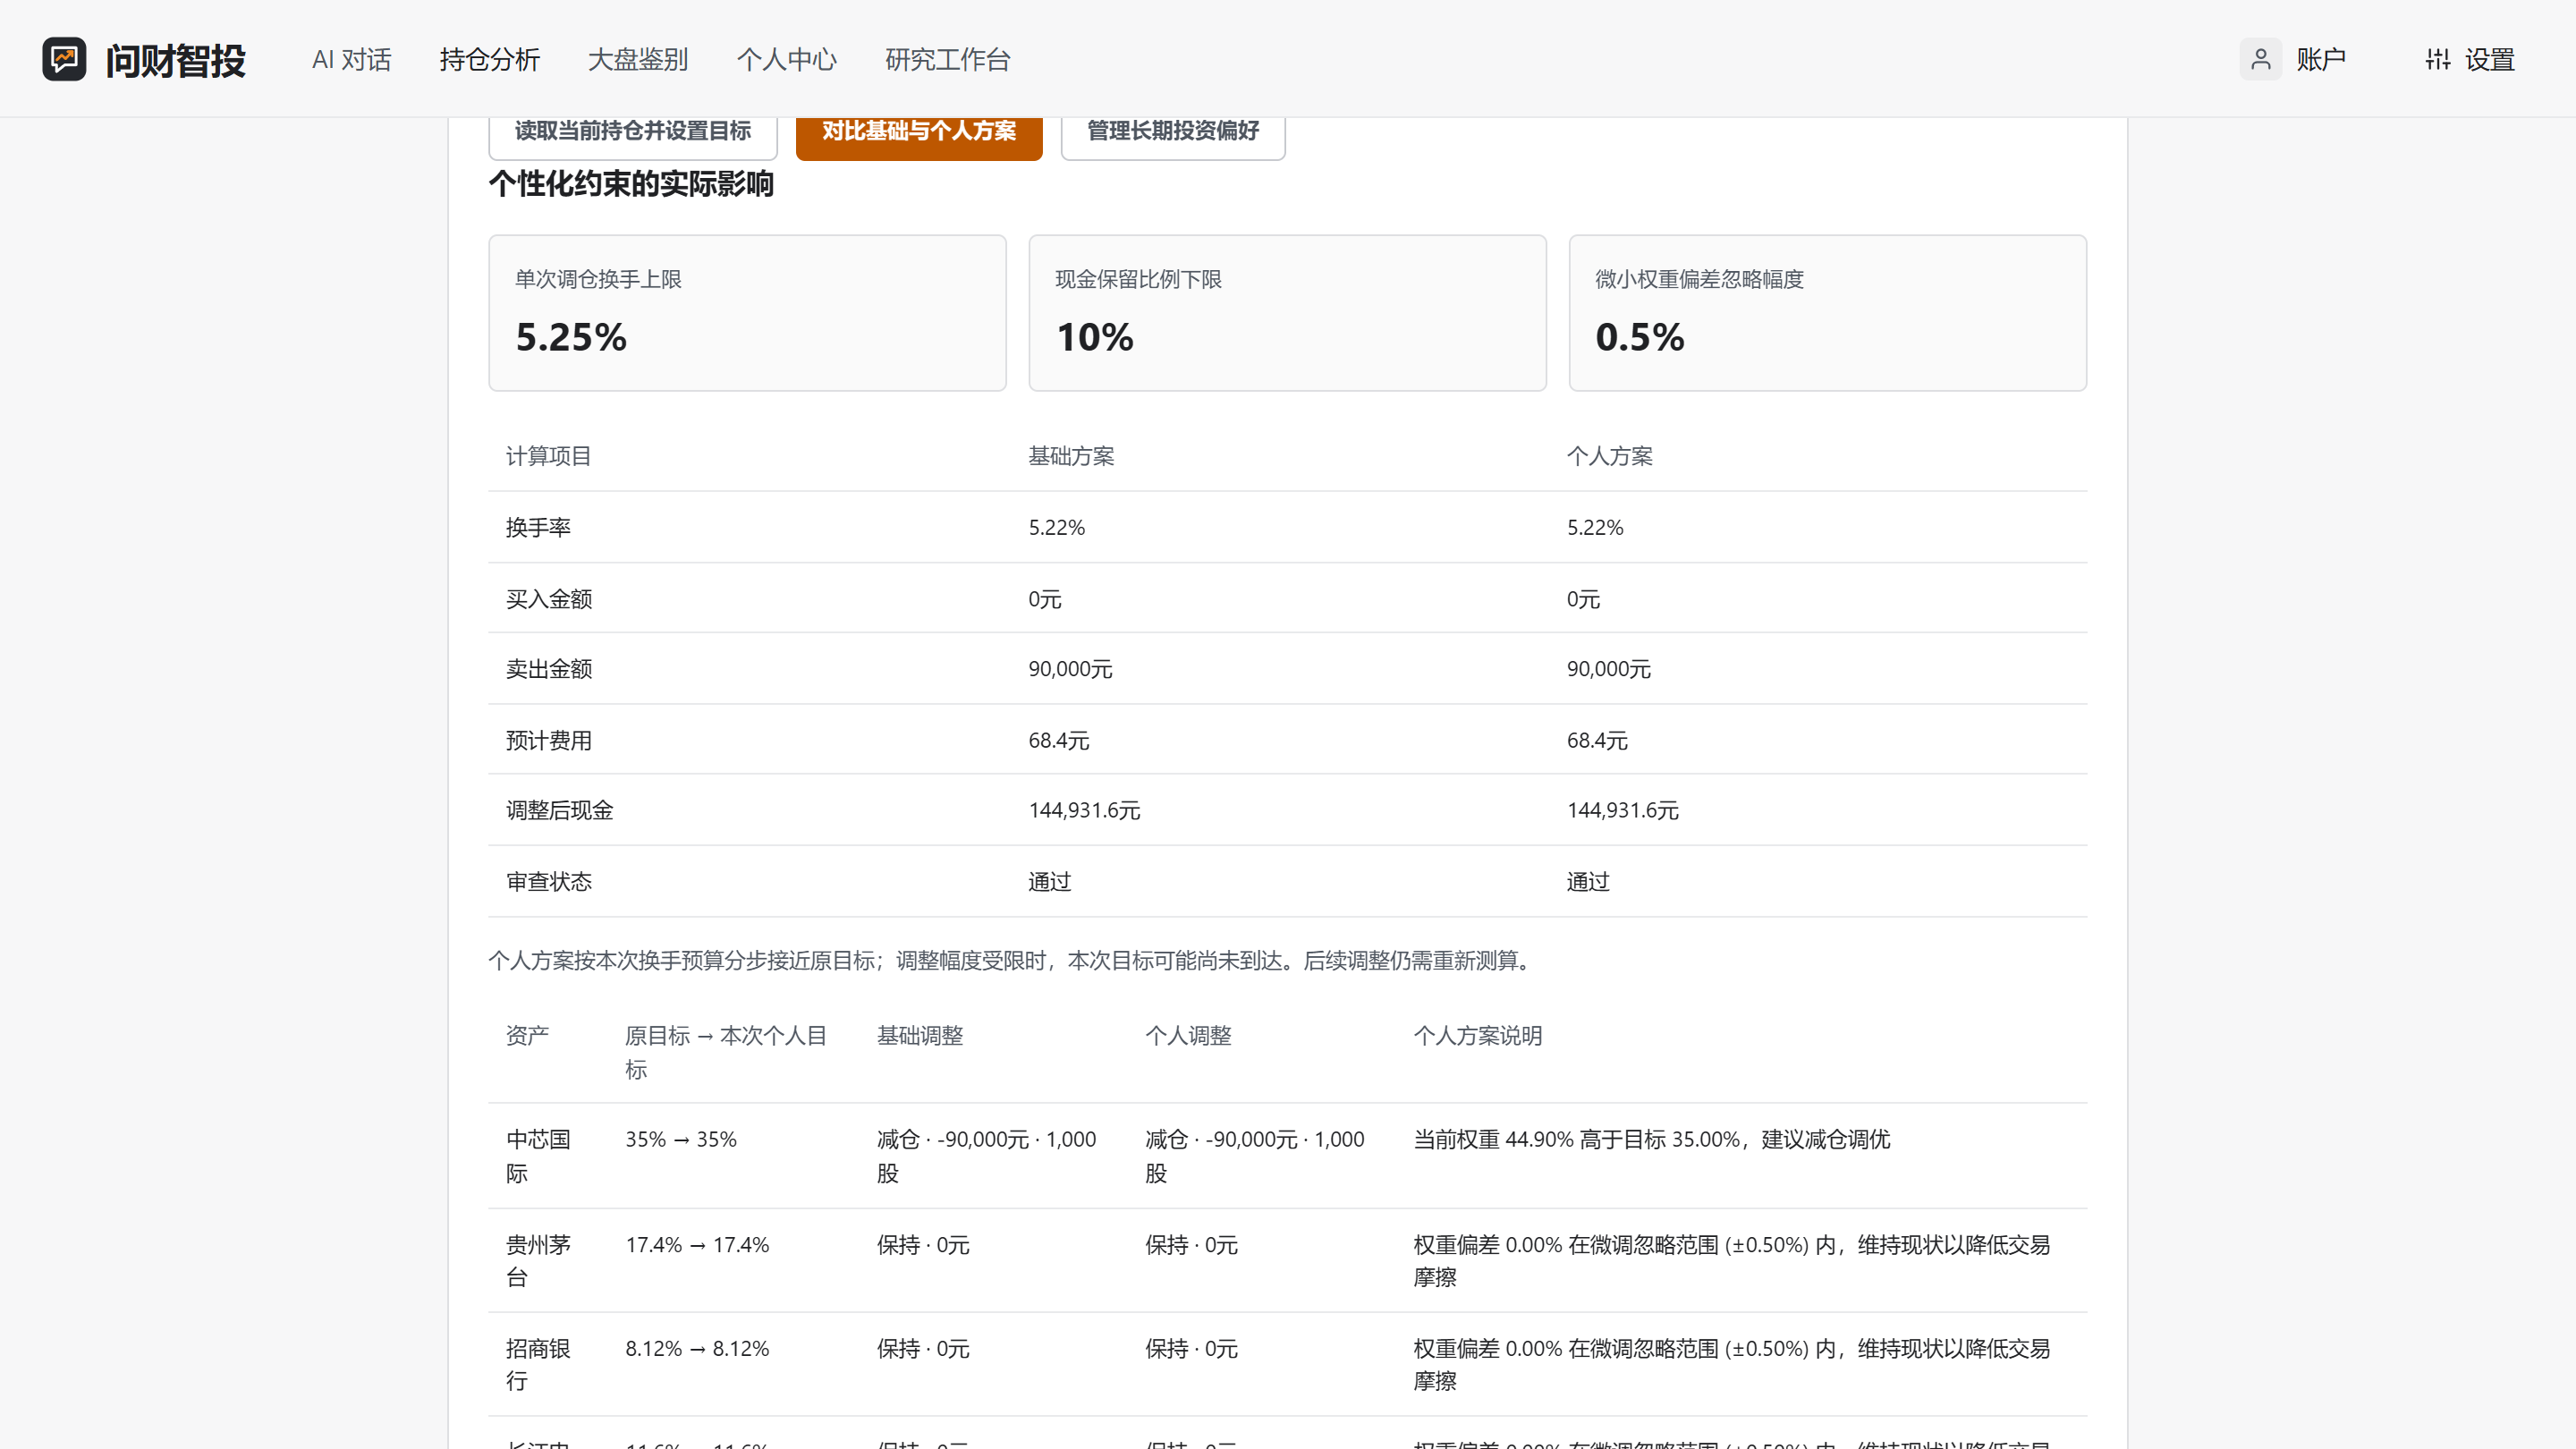 问财智投 AI 对话 持仓分析 大盘鉴别 个人中心 研究工作台 账户 设置
读取当前持仓并设置目标 对比基础与个人方案 管理长期投资偏好
个性化约束的实际影响
单次调仓换手上限 现金保留比例下限 微小权重偏差忽略幅度
5.25% 10% 0.5%
计算项目 基础方案 个人方案
换手率 5.22% 5.22%
买入金额 0元 0元
卖出金额 90,000元 90,000元
预计费用 68.4元 68.4元
调整后现金 144,931.6元 144,931.6元
审查状态 通过 通过
个人方案按本次换手预算分步接近原目标；调整幅度受限时，本次目标可能尚未到达。后续调整仍需重新测算。
资产 原目标 → 本次个人目 基础调整 个人调整 个人方案说明
标
中芯国 35% → 35% 减仓 · -90,000元 · 1,000 减仓 · -90,000元 · 1,000 当前权重 44.90% 高于目标 35.00%，建议减仓调优
际 股 股
贵州茅 17.4% → 17.4% 保持 · 0元 保持 · 0元 权重偏差 0.00% 在微调忽略范围 (±0.50%) 内，维持现状以降低交易
台 摩擦
招商银 8.12% → 8.12% 保持 · 0元 保持 · 0元 权重偏差 0.00% 在微调忽略范围 (±0.50%) 内，维持现状以降低交易
行 摩擦